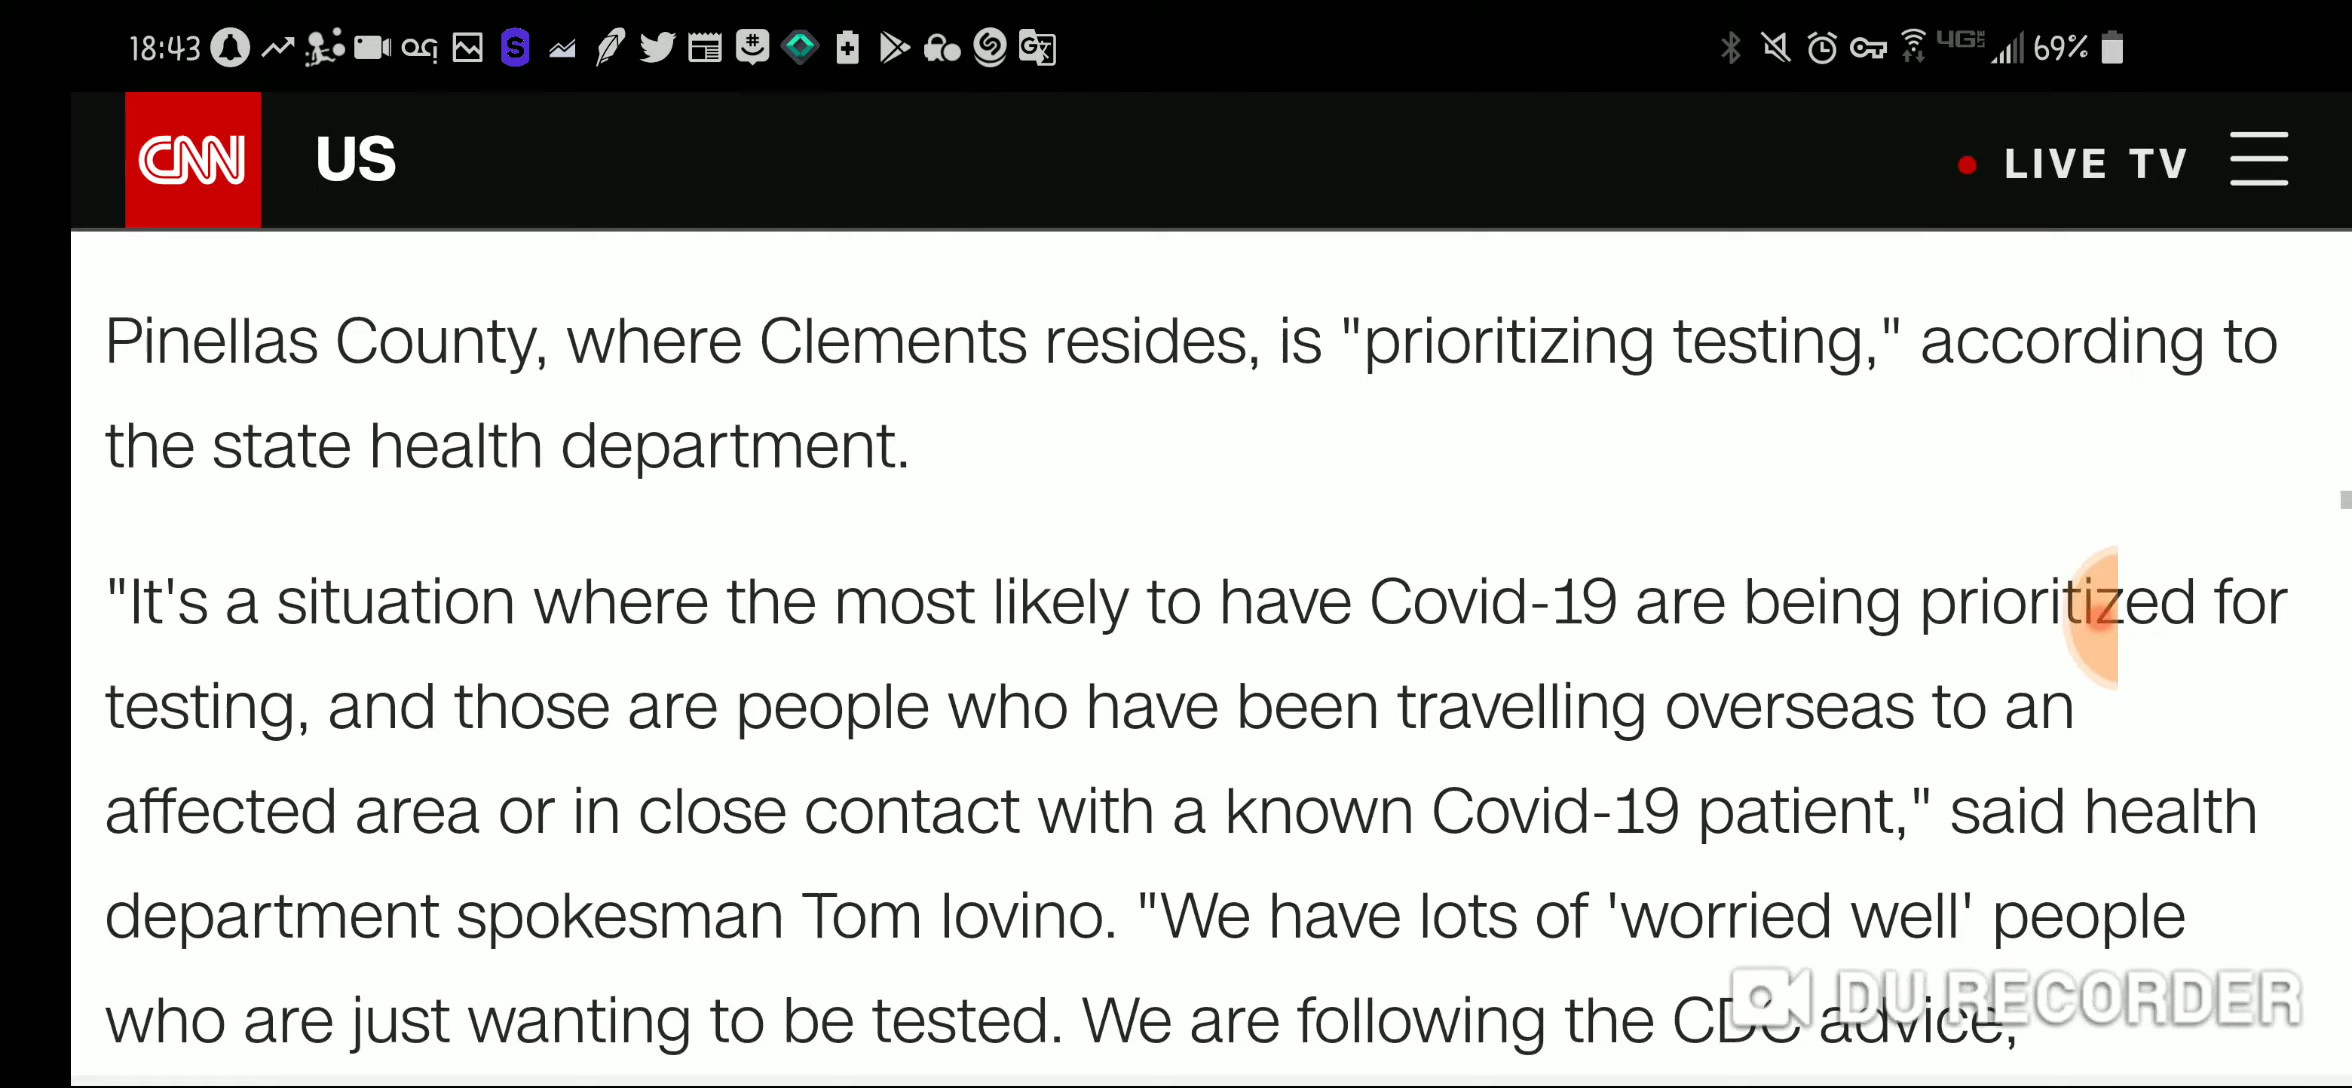 18:43 4G 69%
CNN US LIVE TV
Pinellas County, where Clements resides, is "prioritizing testing," according to
the state health department.
"It's a situation where the most likely to have Covid-19 are being prioritized for
testing, and those are people who have been travelling overseas to an
affected area or in close contact with a known Covid-19 patient," said health
department spokesman Tom Iovino. "We have lots of 'worried well' people
DU RECORDER
who are just wanting to be tested. We are following the CDC advice,